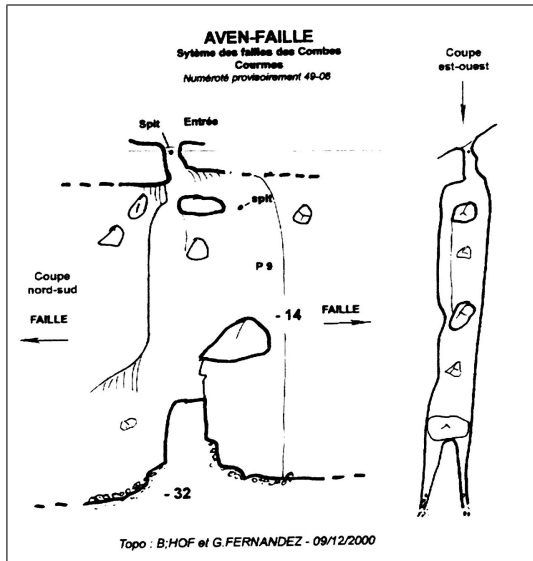 AVEN-FAILLE
Sytème des failles des Combes
Courmes
Numéroté provisoirement 49-06
Coupe
est-ouest
Spit
Entrée
spit
P 9
Coupe
nord-sud
FAILLE
- 14
FAILLE
- 32
Topo : B;HOF et G.FERNANDEZ - 09/12/2000